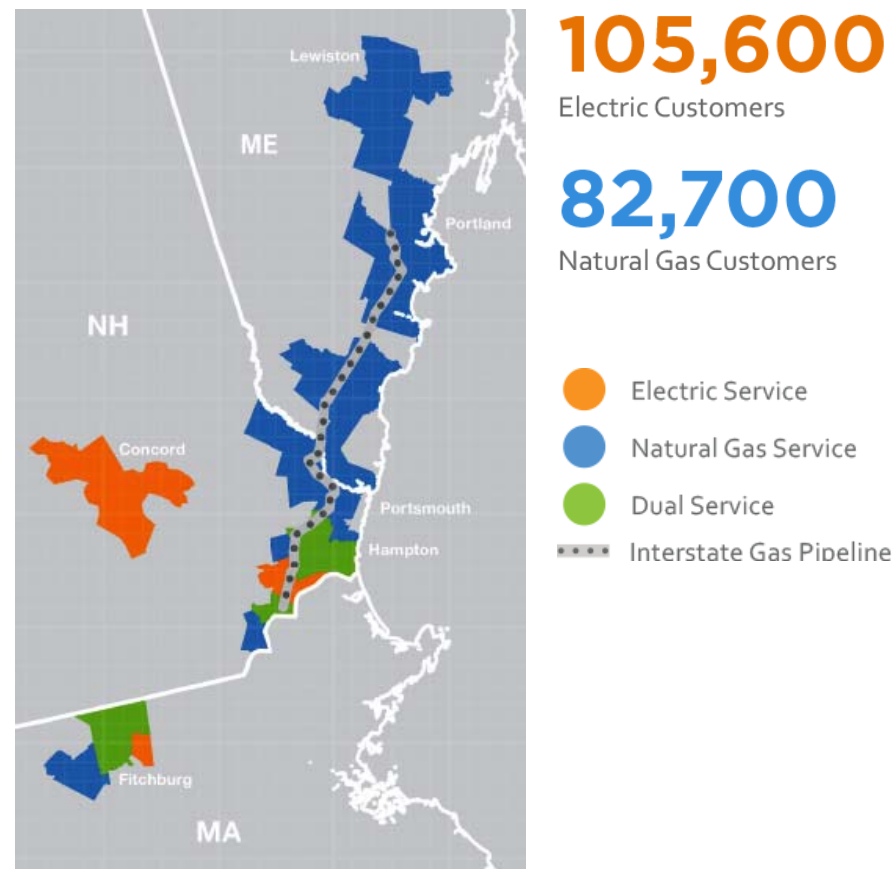 Lewiston
ME
Portland
NH
Concord
Portsmouth
Hampton
Fitchburg
MA
105,600
Electric Customers
82,700
Natural Gas Customers
Electric Service
Natural Gas Service
Dual Service
Interstate Gas Pipeline